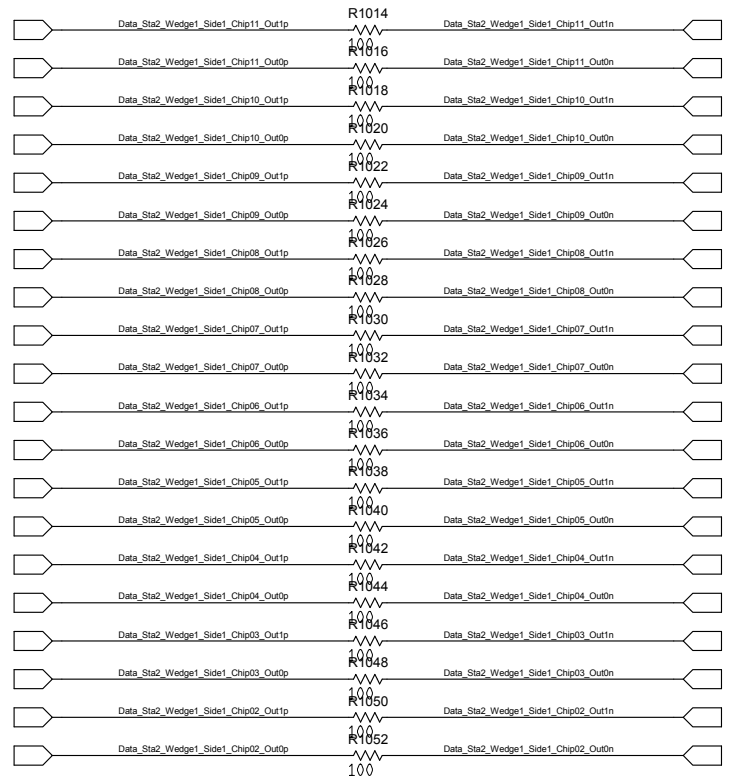 R1014
Data_Sta2_Wedge1_Side1_Chip11_Out1p Data_Sta2_Wedge1_Side1_Chip11_Out1n
100
R1016
Data_Sta2_Wedge1_Side1_Chip11_Out0p Data_Sta2_Wedge1_Side1_Chip11_Out0n
100
R1018
Data_Sta2_Wedge1_Side1_Chip10_Out1p Data_Sta2_Wedge1_Side1_Chip10_Out1n
100
R1020
Data_Sta2_Wedge1_Side1_Chip10_Out0p Data_Sta2_Wedge1_Side1_Chip10_Out0n
100
R1022
Data_Sta2_Wedge1_Side1_Chip09_Out1p Data_Sta2_Wedge1_Side1_Chip09_Out1n
100
R1024
Data_Sta2_Wedge1_Side1_Chip09_Out0p Data_Sta2_Wedge1_Side1_Chip09_Out0n
100
R1026
Data_Sta2_Wedge1_Side1_Chip08_Out1p Data_Sta2_Wedge1_Side1_Chip08_Out1n
100
R1028
Data_Sta2_Wedge1_Side1_Chip08_Out0p Data_Sta2_Wedge1_Side1_Chip08_Out0n
100
R1030
Data_Sta2_Wedge1_Side1_Chip07_Out1p Data_Sta2_Wedge1_Side1_Chip07_Out1n
100
R1032
Data_Sta2_Wedge1_Side1_Chip07_Out0p Data_Sta2_Wedge1_Side1_Chip07_Out0n
100
R1034
Data_Sta2_Wedge1_Side1_Chip06_Out1p Data_Sta2_Wedge1_Side1_Chip06_Out1n
100
R1036
Data_Sta2_Wedge1_Side1_Chip06_Out0p Data_Sta2_Wedge1_Side1_Chip06_Out0n
100
R1038
Data_Sta2_Wedge1_Side1_Chip05_Out1p Data_Sta2_Wedge1_Side1_Chip05_Out1n
100
R1040
Data_Sta2_Wedge1_Side1_Chip05_Out0p Data_Sta2_Wedge1_Side1_Chip05_Out0n
100
R1042
Data_Sta2_Wedge1_Side1_Chip04_Out1p Data_Sta2_Wedge1_Side1_Chip04_Out1n
100
R1044
Data_Sta2_Wedge1_Side1_Chip04_Out0p Data_Sta2_Wedge1_Side1_Chip04_Out0n
100
R1046
Data_Sta2_Wedge1_Side1_Chip03_Out1p Data_Sta2_Wedge1_Side1_Chip03_Out1n
100
R1048
Data_Sta2_Wedge1_Side1_Chip03_Out0p Data_Sta2_Wedge1_Side1_Chip03_Out0n
100
R1050
Data_Sta2_Wedge1_Side1_Chip02_Out1p Data_Sta2_Wedge1_Side1_Chip02_Out1n
100
R1052
Data_Sta2_Wedge1_Side1_Chip02_Out0p Data_Sta2_Wedge1_Side1_Chip02_Out0n
100